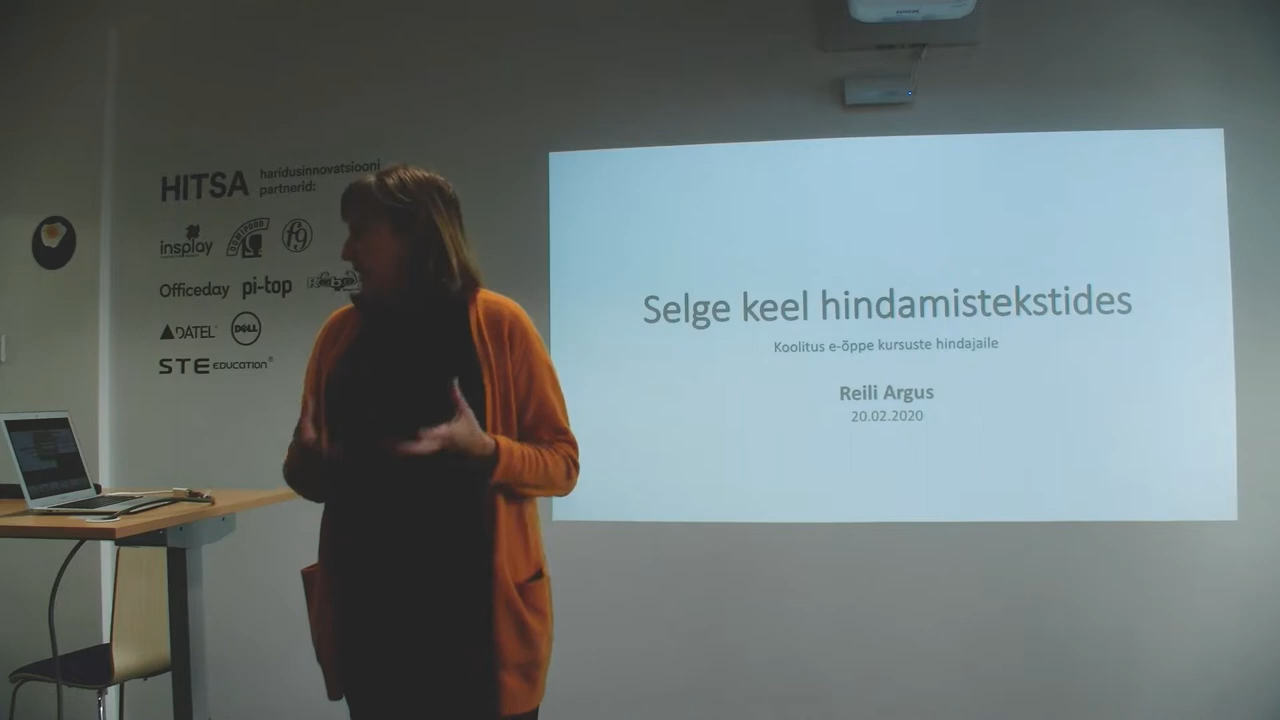 HITSA haridusinnovatsiooni
partnerid:
insplay
f9
Officeday pi-top
DATEL DELL
STE EDUCATION®
Selge keel hindamistekstides
Koolitus e-õppe kursuste hindajaile
Reili Argus
20.02.2020